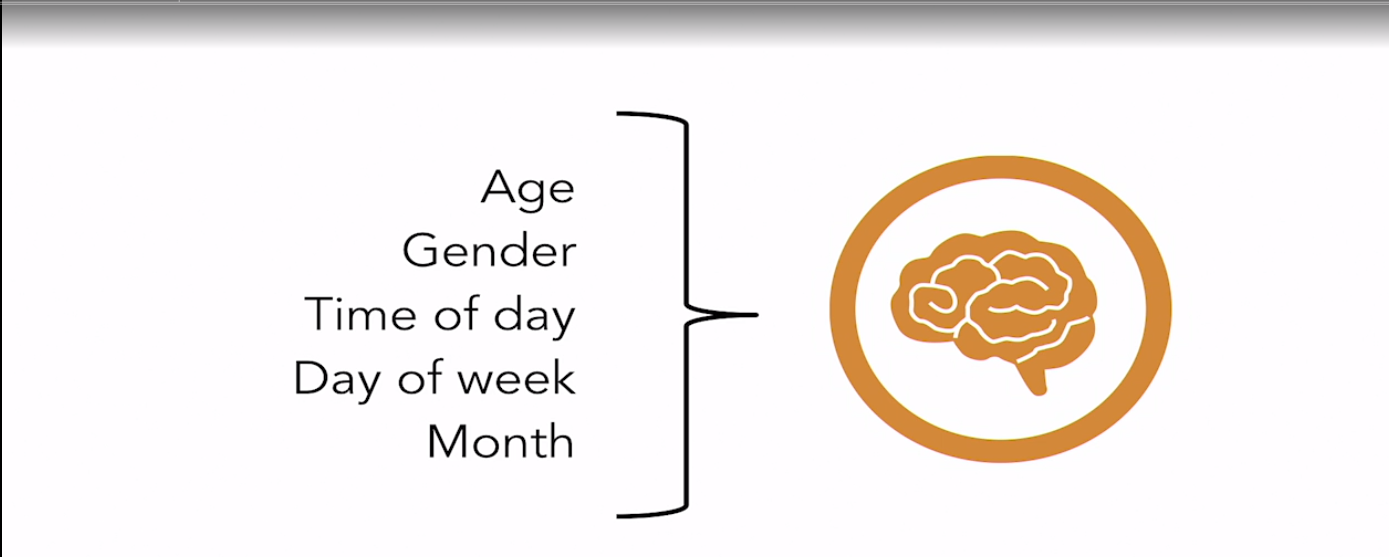 Age
Gender
Time of day
Day of week
Month